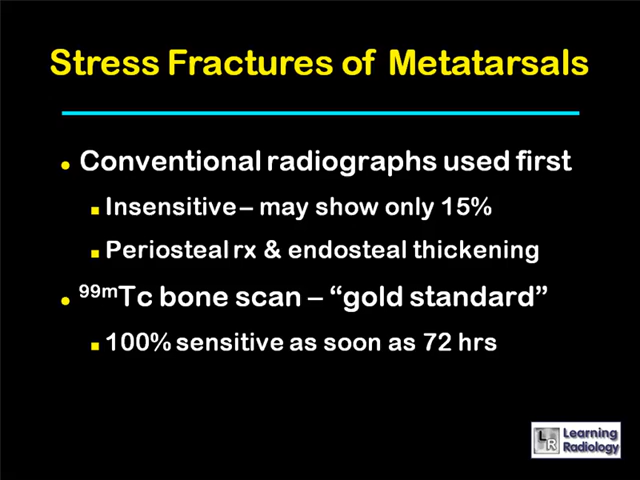 Stress Fractures of Metatarsals
• Conventional radiographs used first
▪ Insensitive – may show only 15%
▪ Periosteal rx & endosteal thickening
• ⁹⁹ᵐTc bone scan – “gold standard”
▪ 100% sensitive as soon as 72 hrs
LR Learning
Radiology